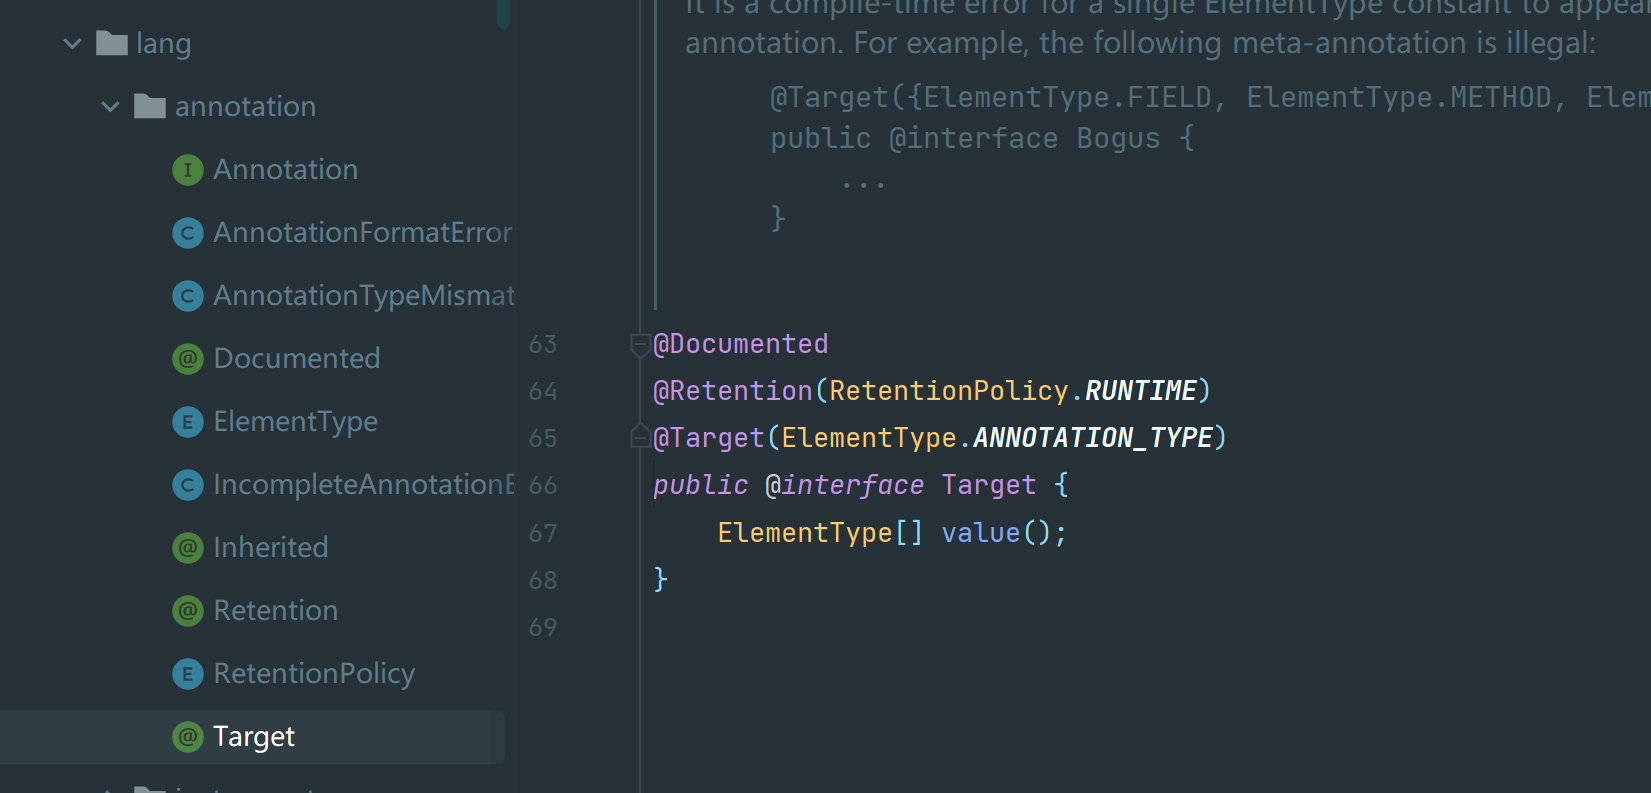 lang
annotation
Annotation
AnnotationFormatError
AnnotationTypeMismat
Documented
ElementType
IncompleteAnnotationE
Inherited
Retention
RetentionPolicy
Target
It is a compile-time error for a single ElementType constant to appear
annotation. For example, the following meta-annotation is illegal:
@Target({ElementType.FIELD, ElementType.METHOD, Elem
public @interface Bogus {
...
}
63 @Documented
64 @Retention(RetentionPolicy.RUNTIME)
65 @Target(ElementType.ANNOTATION_TYPE)
66 public @interface Target {
67 ElementType[] value();
68 }
69